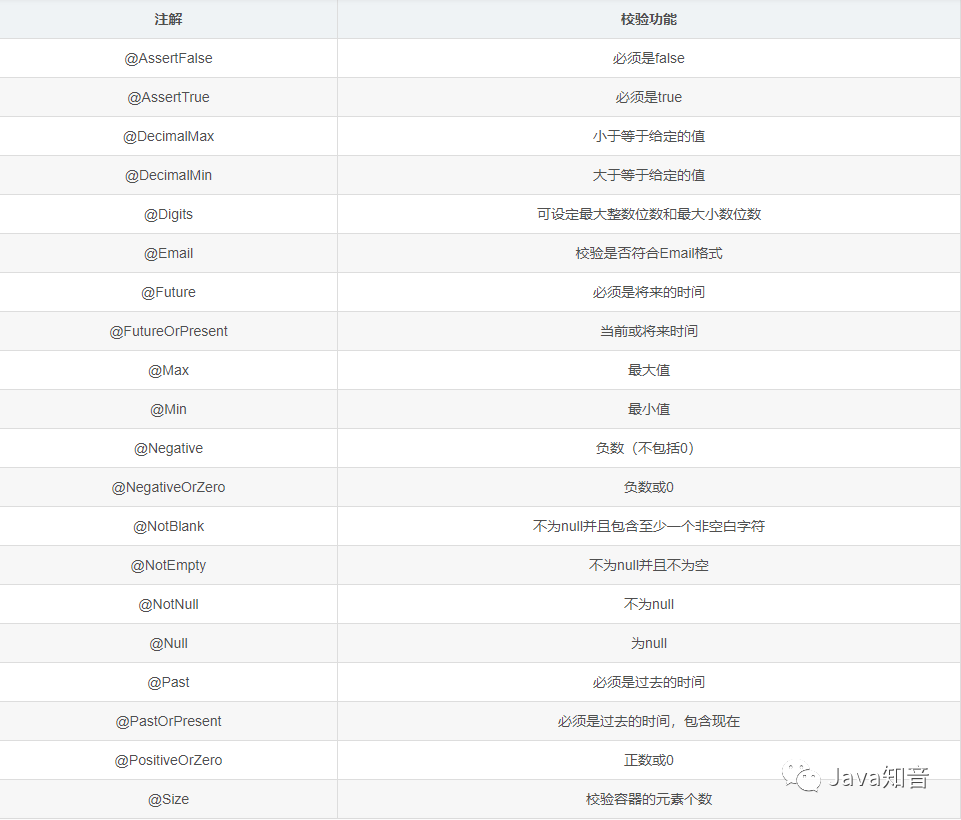 注解 校验功能
@AssertFalse 必须是false
@AssertTrue 必须是true
@DecimalMax 小于等于给定的值
@DecimalMin 大于等于给定的值
@Digits 可设定最大整数位数和最大小数位数
@Email 校验是否符合Email格式
@Future 必须是将来的时间
@FutureOrPresent 当前或将来时间
@Max 最大值
@Min 最小值
@Negative 负数（不包括0）
@NegativeOrZero 负数或0
@NotBlank 不为null并且包含至少一个非空白字符
@NotEmpty 不为null并且不为空
@NotNull 不为null
@Null 为null
@Past 必须是过去的时间
@PastOrPresent 必须是过去的时间，包含现在
@PositiveOrZero 正数或0
Java知音
@Size 校验容器的元素个数